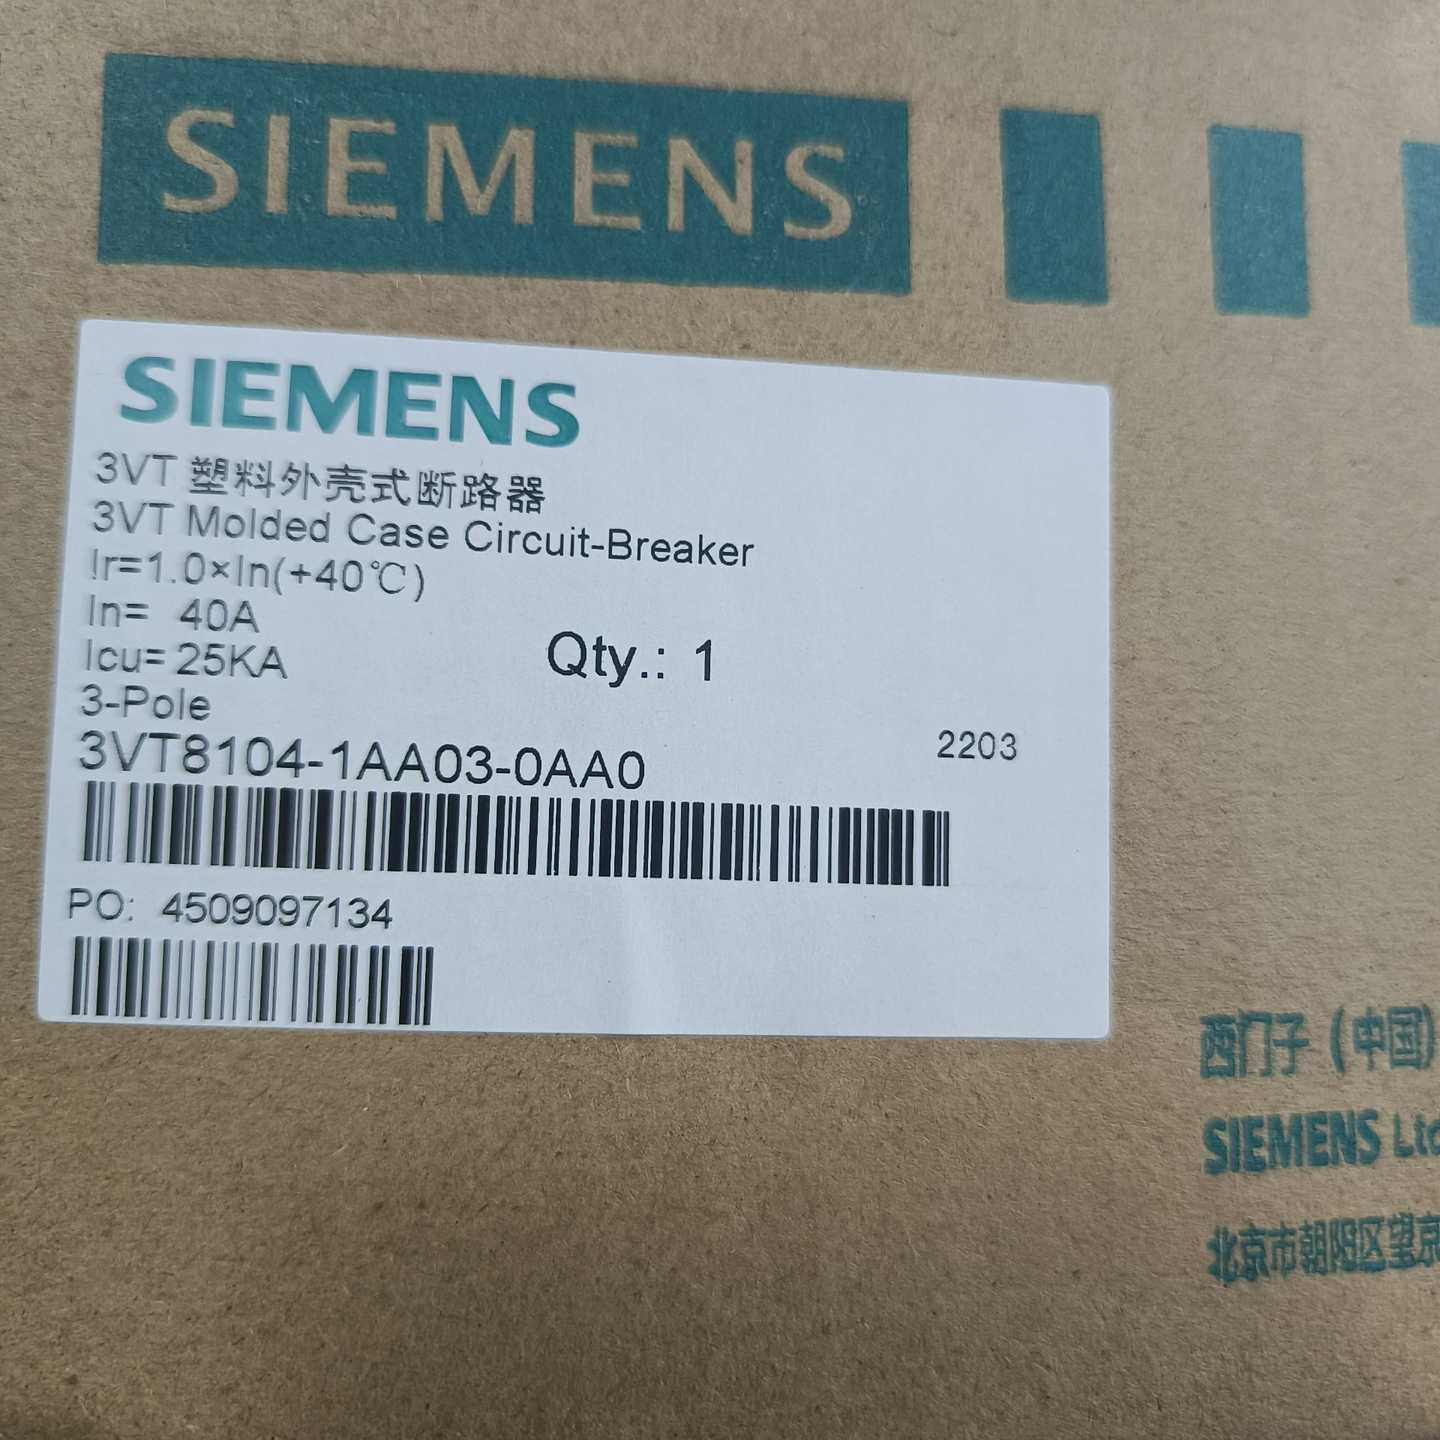 SIEMENS
SIEMENS
3VT 塑料外壳式断路器
3VT Molded Case Circuit-Breaker
Ir=1.0×In(+40℃)
In= 40A
Icu= 25KA
Qty.: 1
3-Pole
3VT8104-1AA03-0AA0
2203
PO: 4509097134
西门子（中国）
SIEMENS Ltd
北京市朝阳区望京